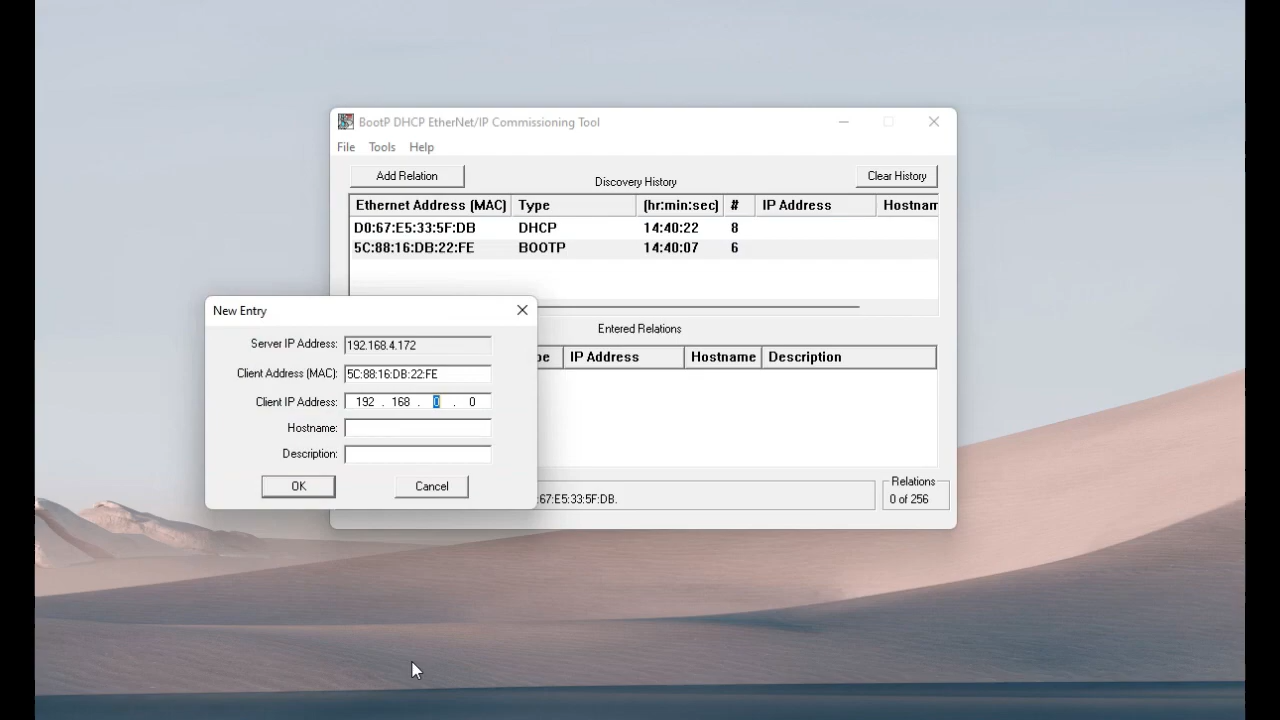 BootP DHCP EtherNet/IP Commissioning Tool
File Tools Help
Add Relation
Discovery History
Clear History
Ethernet Address (MAC) Type (hr:min:sec) # IP Address Hostnam
D0:67:E5:33:5F:DB DHCP 14:40:22 8
5C:88:16:DB:22:FE BOOTP 14:40:07 6
New Entry
Server IP Address: 192.168.4.172
Client Address (MAC): 5C:88:16:DB:22:FE
Client IP Address: 192 . 168 . 0 . 0
Hostname:
Description:
OK Cancel
Entered Relations
pe IP Address Hostname Description
:67:E5:33:5F:DB.
Relations
0 of 256